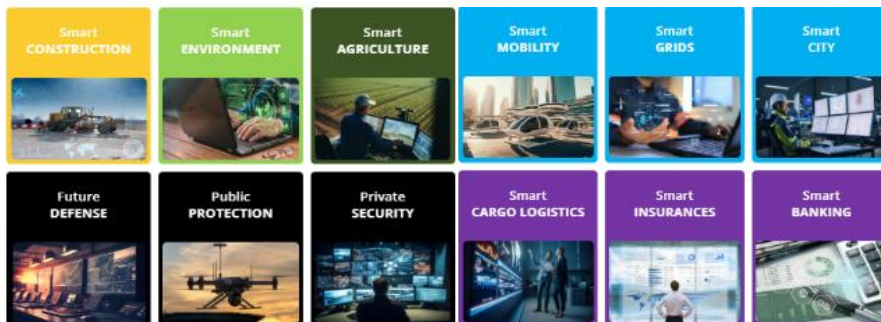 Smart
CONSTRUCTION
Smart
ENVIRONMENT
Smart
AGRICULTURE
Smart
MOBILITY
Smart
GRIDS
Smart
CITY
Future
DEFENSE
Public
PROTECTION
Private
SECURITY
Smart
CARGO LOGISTICS
Smart
INSURANCES
Smart
BANKING